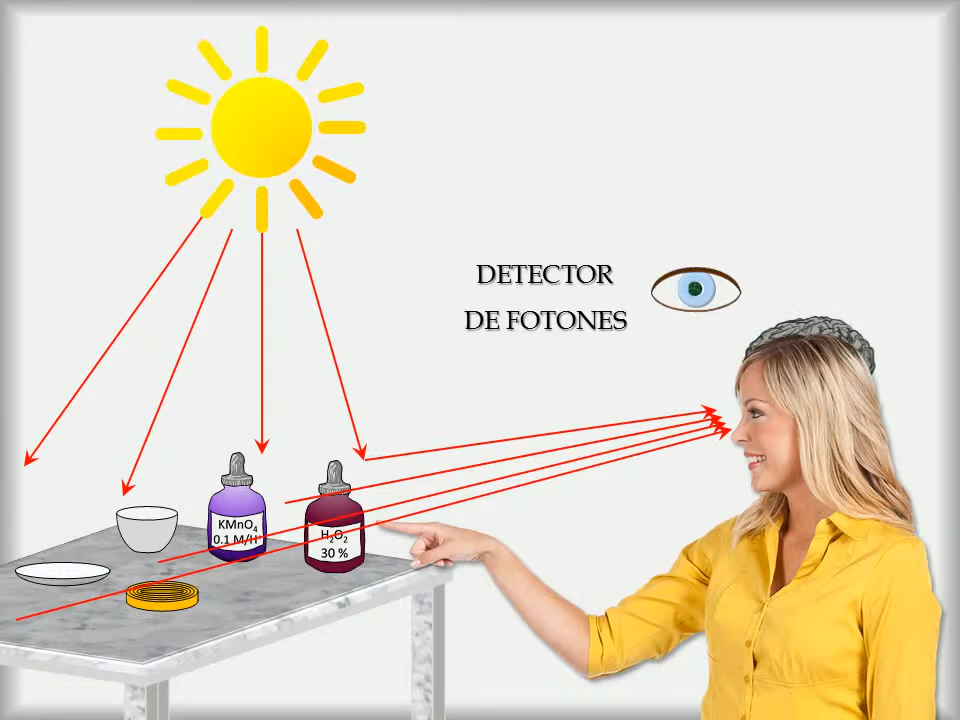 DETECTOR
DE FOTONES
KMnO₄
0.1 M/H⁺
H₂O₂
30 %